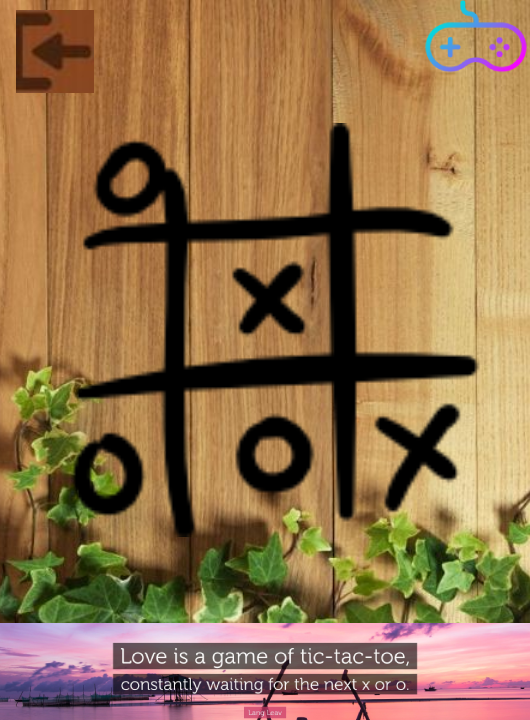 O
X
O O X
Love is a game of tic-tac-toe,
constantly waiting for the next x or o.
Lang Leav